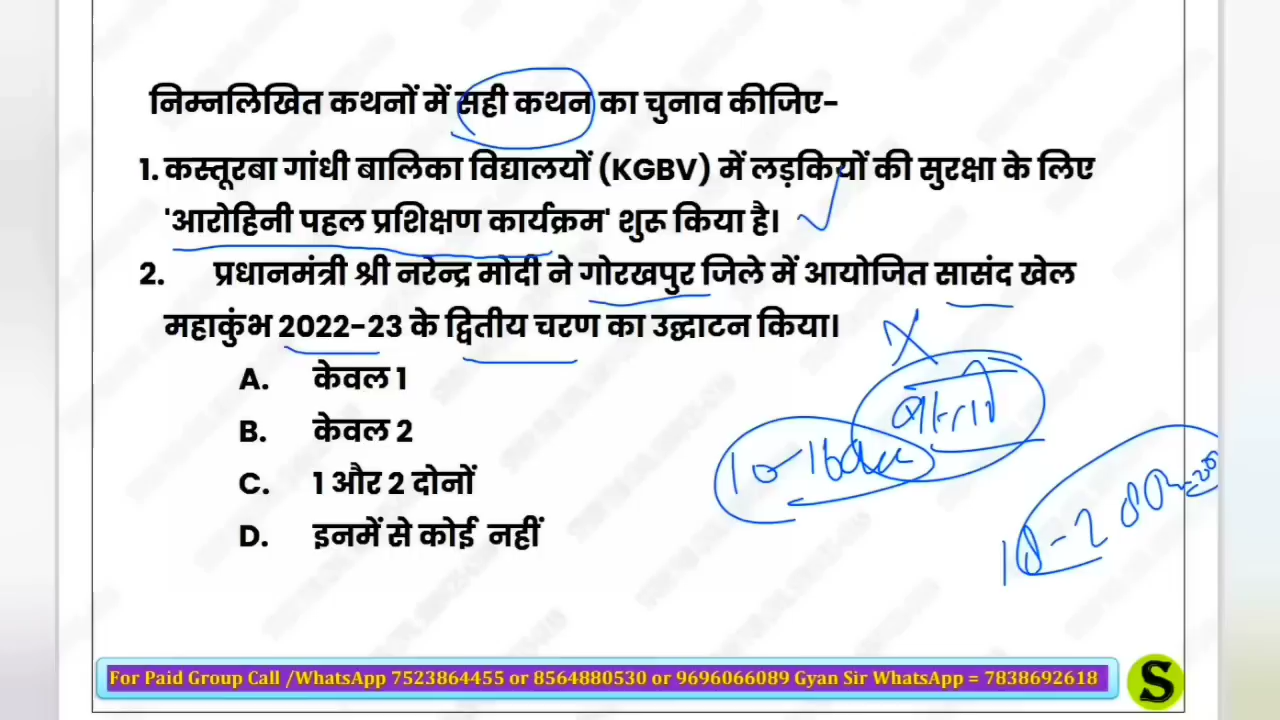 निम्नलिखित कथनों में सही कथन का चुनाव कीजिए-
1. कस्तूरबा गांधी बालिका विद्यालयों (KGBV) में लड़कियों की सुरक्षा के लिए
'आरोहिनी पहल प्रशिक्षण कार्यक्रम' शुरू किया है।
2. प्रधानमंत्री श्री नरेन्द्र मोदी ने गोरखपुर जिले में आयोजित सासंद खेल
महाकुंभ 2022-23 के द्वितीय चरण का उद्घाटन किया।
A. केवल 1
B. केवल 2
C. 1 और 2 दोनों
D. इनमें से कोई नहीं
For Paid Group Call /WhatsApp 7523864455 or 8564880530 or 9696066089 Gyan Sir WhatsApp = 7838692618
S